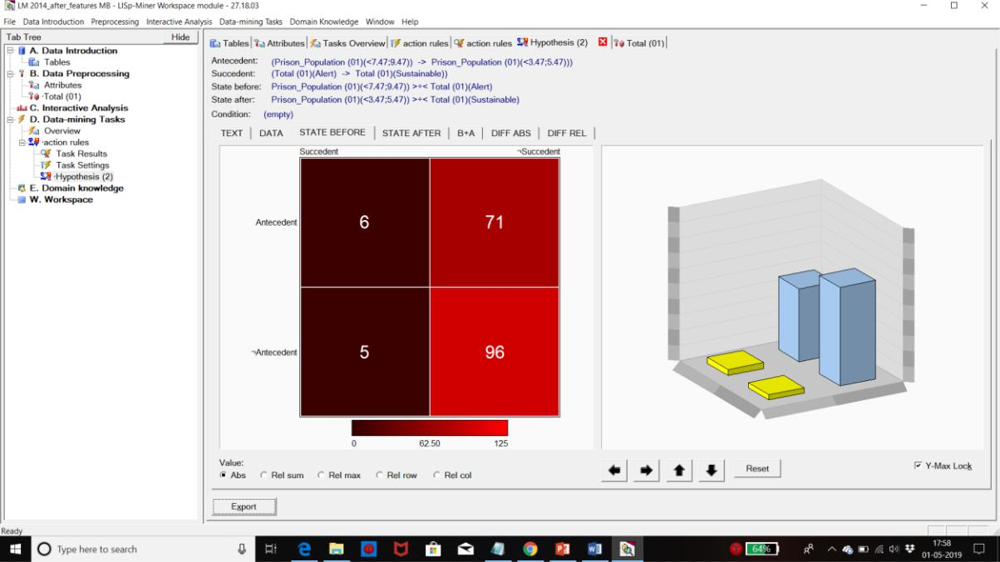 LM 2014_after_features MB - LISp-Miner Workspace module - 27.18.03
File Data Introduction Preprocessing Interactive Analysis Data-mining Tasks Domain Knowledge Window Help
Tab Tree Hide
A. Data Introduction
Tables
B. Data Preprocessing
Attributes
Total (01)
C. Interactive Analysis
D. Data-mining Tasks
Overview
action rules
Task Results
Task Settings
Hypothesis (2)
E. Domain knowledge
W. Workspace
Tables Attributes Tasks Overview action rules action rules Hypothesis (2) Total (01)
Antecedent: (Prison_Population (01)(<7.47;9.47)) -> Prison_Population (01)(<3.47;5.47)))
Succedent: (Total (01)(Alert) -> Total (01)(Sustainable))
State before: Prison_Population (01)(<7.47;9.47)) >÷< Total (01)(Alert)
State after: Prison_Population (01)(<3.47;5.47)) >÷< Total (01)(Sustainable)
Condition: (empty)
TEXT DATA STATE BEFORE STATE AFTER B+A DIFF ABS DIFF REL
Succedent ¬Succedent
Antecedent 6 71
¬Antecedent 5 96
0 62.50 125
Value:
Abs Rel sum Rel max Rel row Rel col
Reset
Y-Max Lock
Export
Ready
Type here to search
64%
17:58
01-05-2019